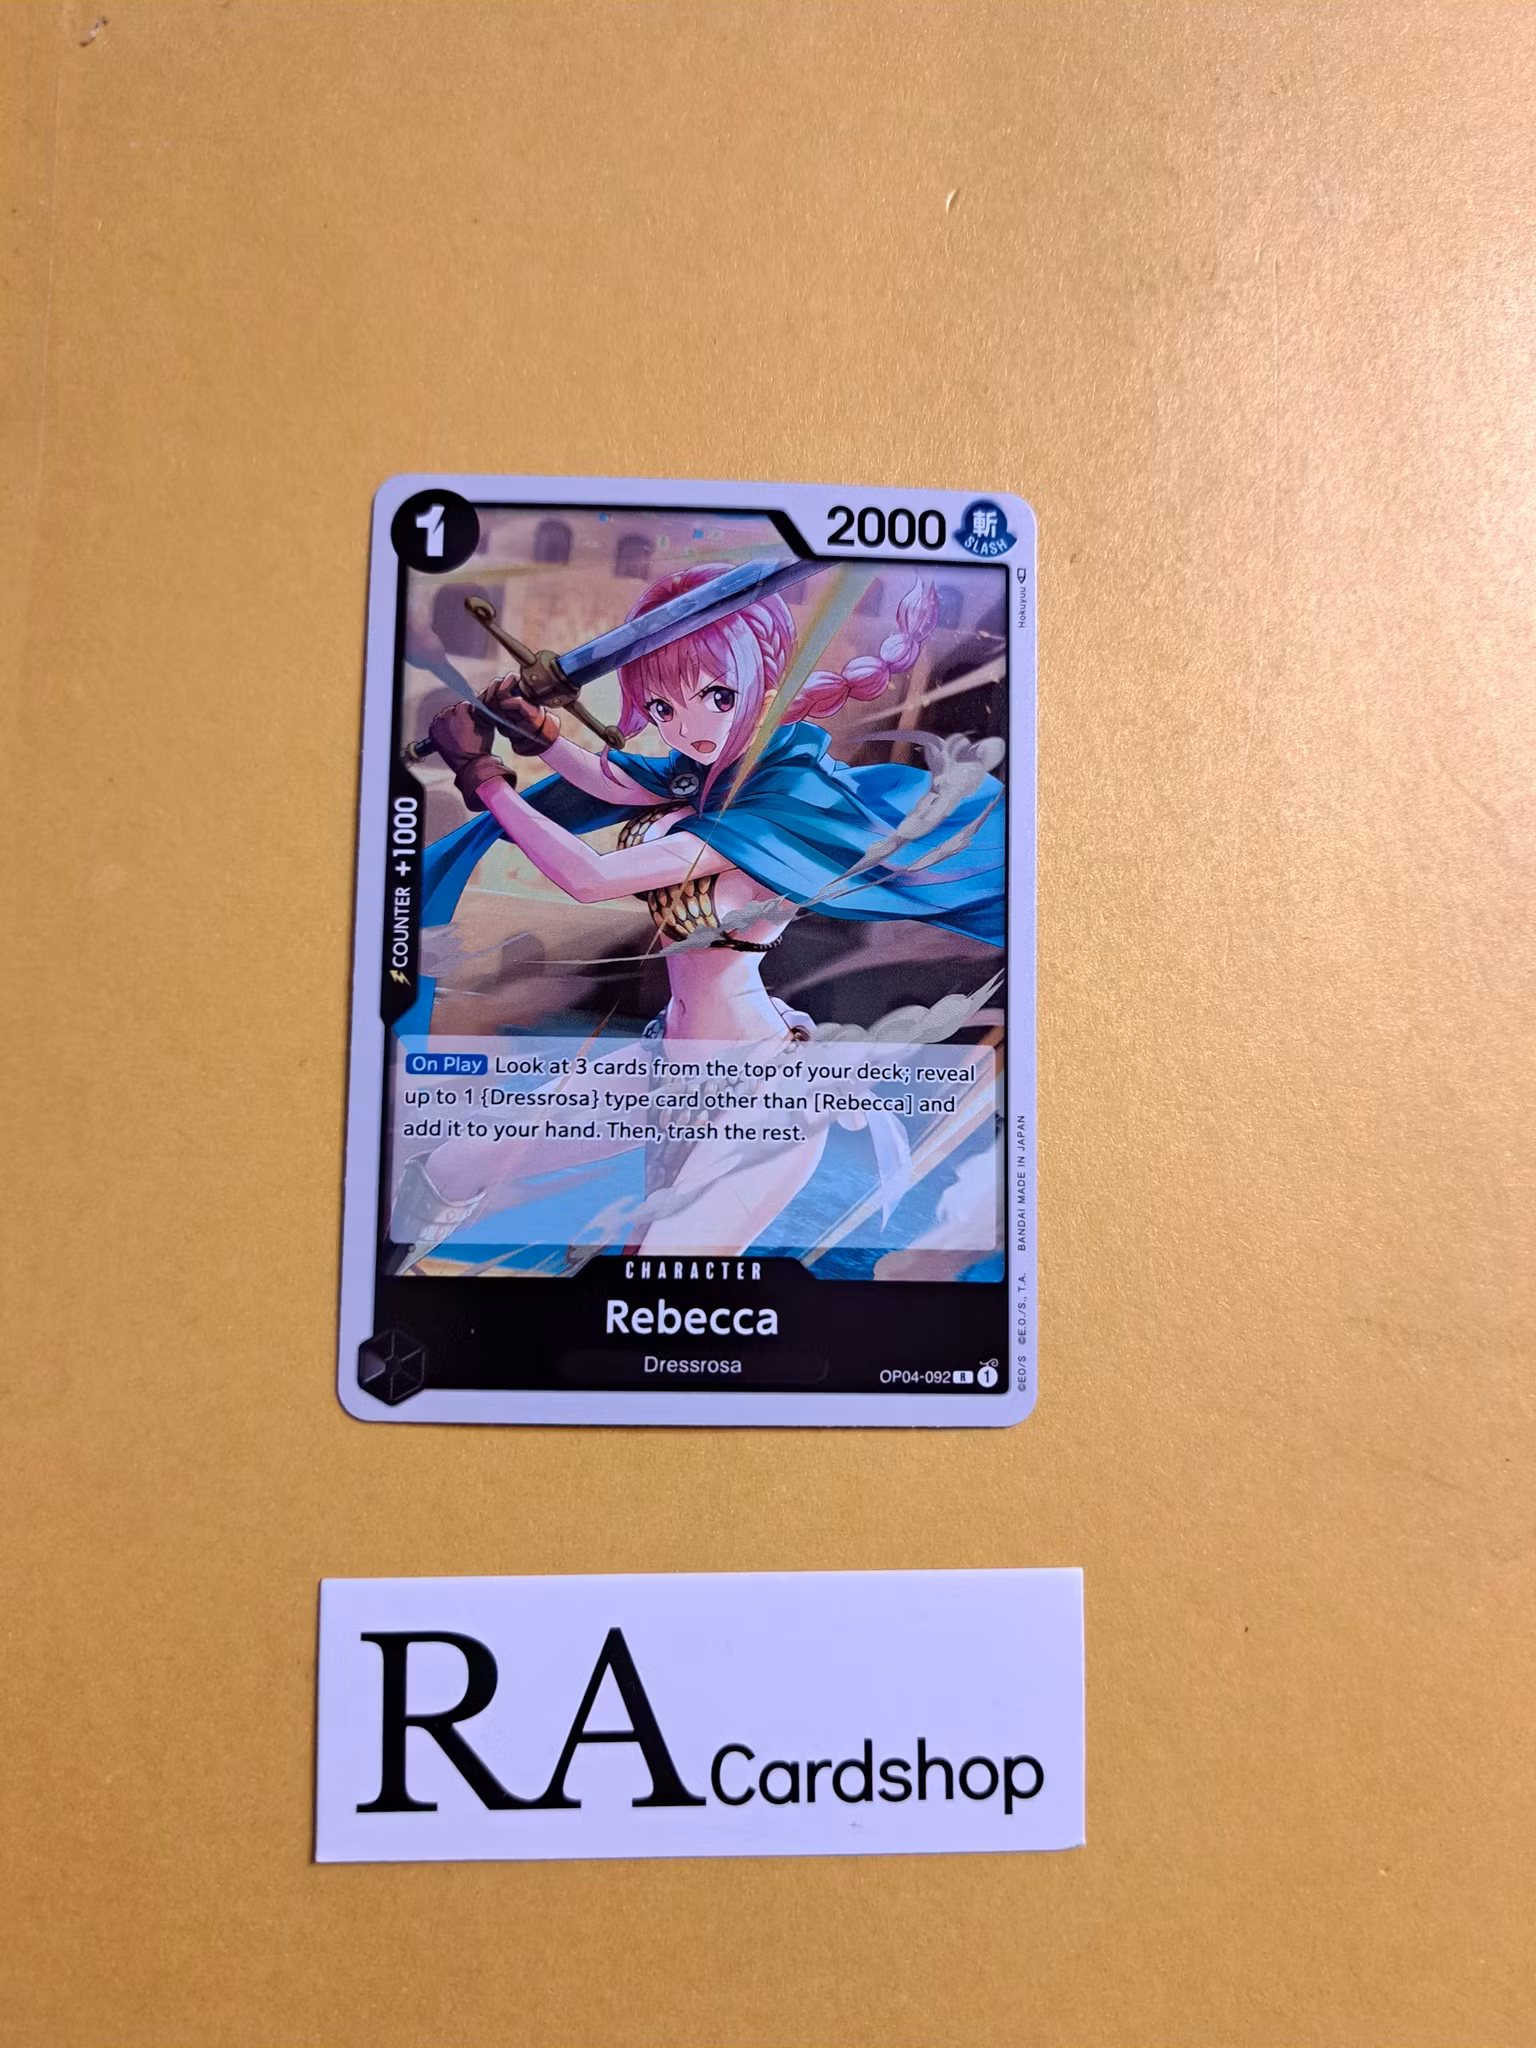 1
2000
斬
SLASH
Hokuyuu
COUNTER +1000
On Play Look at 3 cards from the top of your deck; reveal
up to 1 {Dressrosa} type card other than [Rebecca] and
add it to your hand. Then, trash the rest.
©E.O/S ©E.O./S., T.A. BANDAI MADE IN JAPAN
CHARACTER
Rebecca
Dressrosa
OP04-092 R 1
RA Cardshop